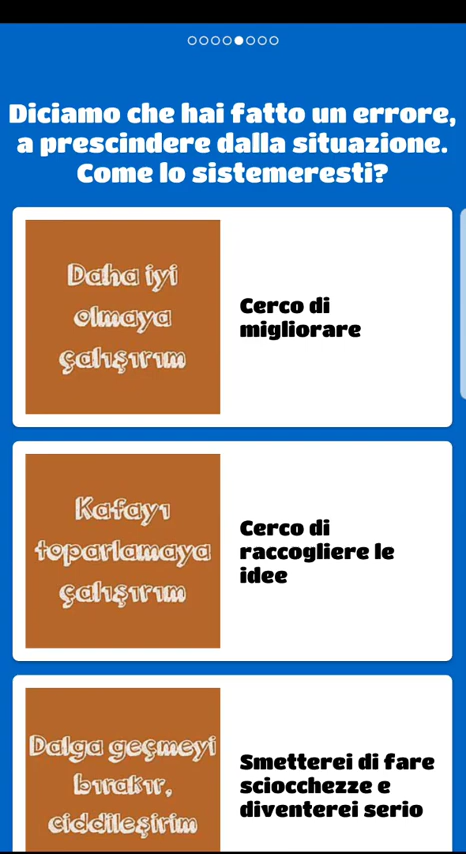 Diciamo che hai fatto un errore,
a prescindere dalla situazione.
Come lo sistemeresti?
Daha iyi
olmaya
çalışırım
Cerco di
migliorare
Kafayı
toparlamaya
çalışırım
Cerco di
raccogliere le
idee
Dalga geçmeyi
bırakır,
ciddileşirim
Smetterei di fare
sciocchezze e
diventerei serio